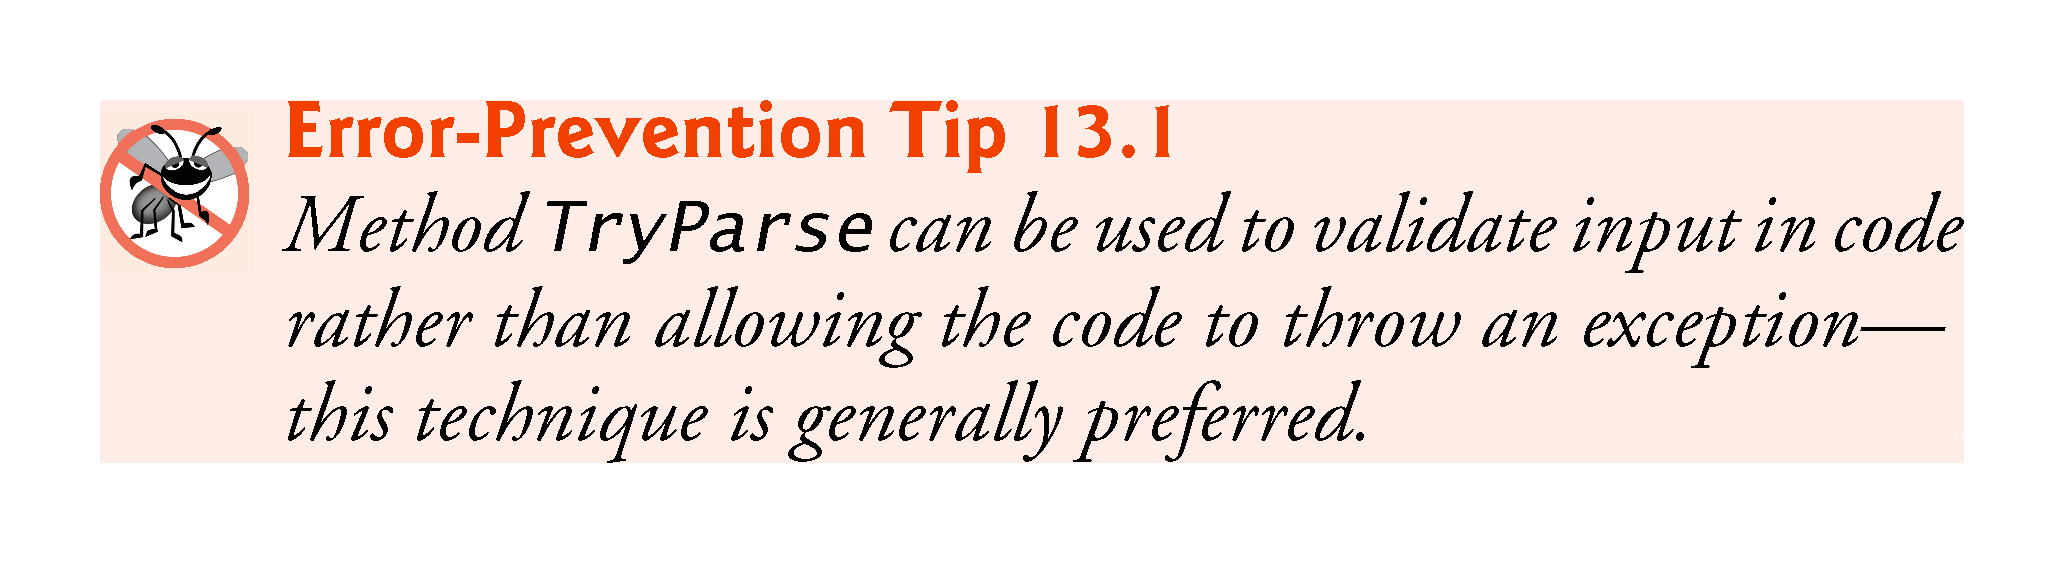 Error-Prevention Tip 13.1
Method TryParse can be used to validate input in code
rather than allowing the code to throw an exception—
this technique is generally preferred.